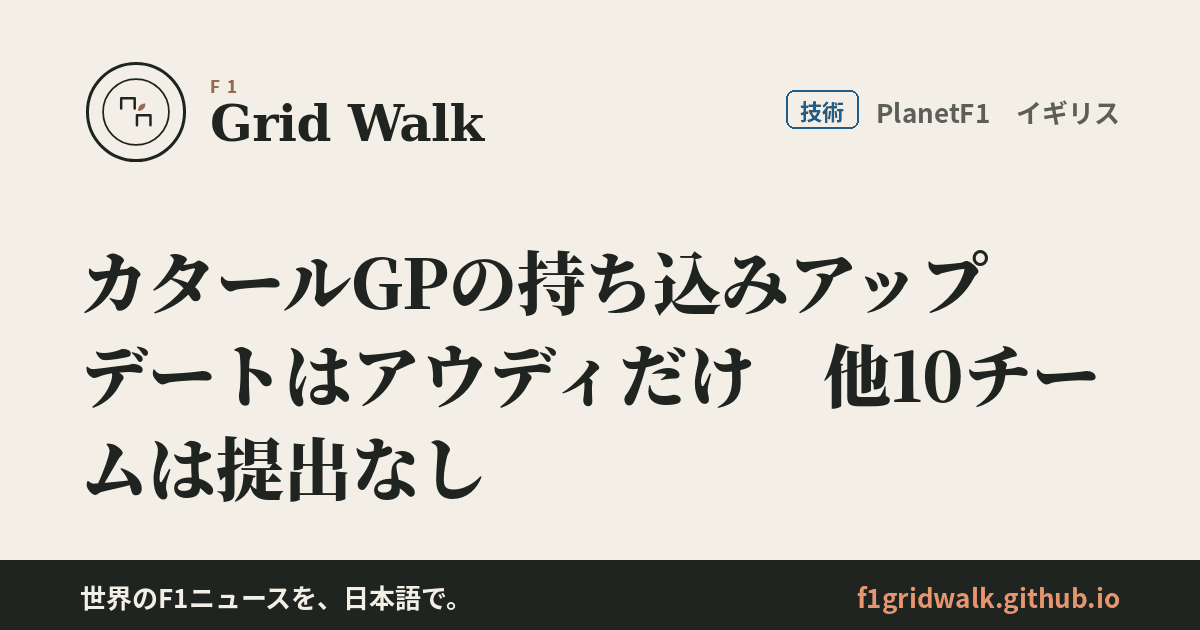 F1
Grid Walk
技術
PlanetF1　イギリス
カタールGPの持ち込みアップ
デートはアウディだけ　他10チー
ムは提出なし
世界のF1ニュースを、日本語で。
f1gridwalk.github.io